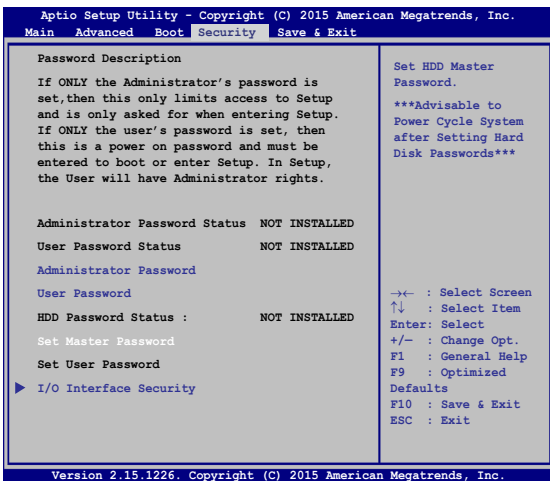 Aptio Setup Utility - Copyright (C) 2015 American Megatrends, Inc.
Main Advanced Boot Security Save & Exit
Password Description
If ONLY the Administrator's password is
set,then this only limits access to Setup
and is only asked for when entering Setup.
If ONLY the user's password is set, then
this is a power on password and must be
entered to boot or enter Setup. In Setup,
the User will have Administrator rights.
Administrator Password Status NOT INSTALLED
User Password Status NOT INSTALLED
Administrator Password
User Password
HDD Password Status : NOT INSTALLED
Set Master Password
Set User Password
I/O Interface Security
Set HDD Master
Password.
***Advisable to
Power Cycle System
after Setting Hard
Disk Passwords***
→← : Select Screen
↑↓ : Select Item
Enter: Select
+/— : Change Opt.
F1 : General Help
F9 : Optimized
Defaults
F10 : Save & Exit
ESC : Exit
Version 2.15.1226. Copyright (C) 2015 American Megatrends, Inc.